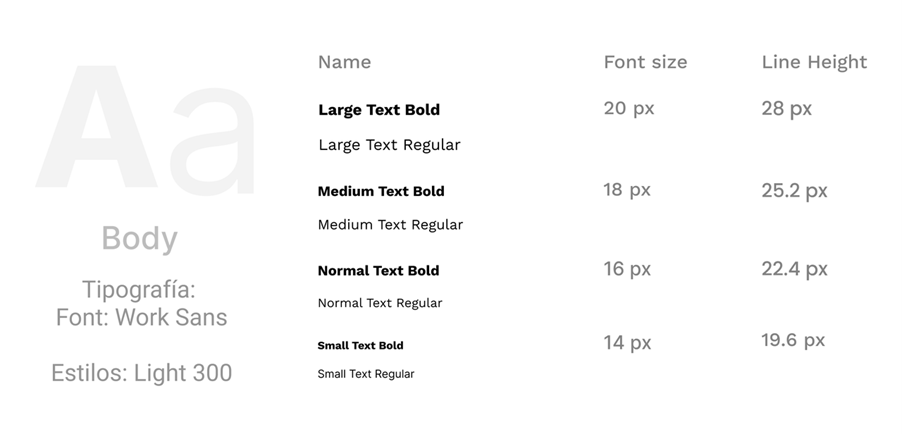 Aa
Body
Tipografía:
Font: Work Sans
Estilos: Light 300
Name Font size Line Height
Large Text Bold 20 px 28 px
Large Text Regular
Medium Text Bold 18 px 25.2 px
Medium Text Regular
Normal Text Bold 16 px 22.4 px
Normal Text Regular
Small Text Bold 14 px 19.6 px
Small Text Regular